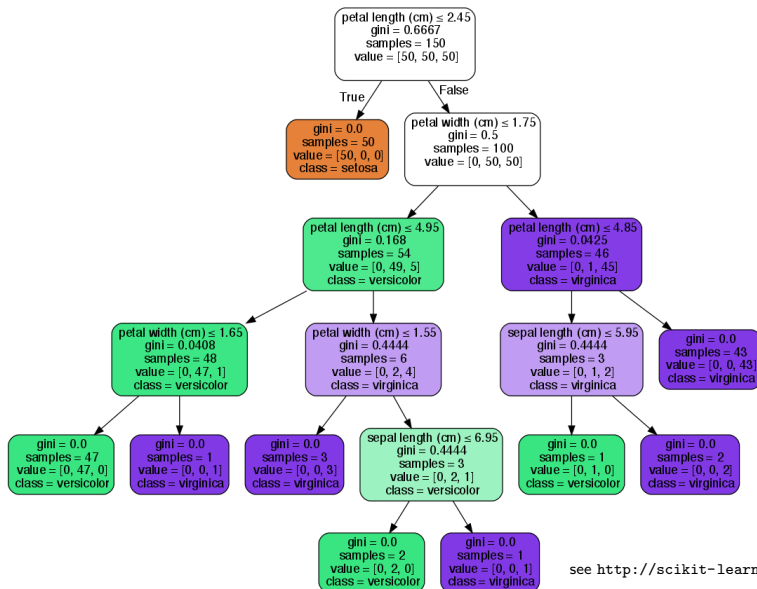 petal length (cm) ≤ 2.45
gini = 0.6667
samples = 150
value = [50, 50, 50]
True
False
gini = 0.0
samples = 50
value = [50, 0, 0]
class = setosa
petal width (cm) ≤ 1.75
gini = 0.5
samples = 100
value = [0, 50, 50]
petal length (cm) ≤ 4.95
gini = 0.168
samples = 54
value = [0, 49, 5]
class = versicolor
petal length (cm) ≤ 4.85
gini = 0.0425
samples = 46
value = [0, 1, 45]
class = virginica
petal width (cm) ≤ 1.65
gini = 0.0408
samples = 48
value = [0, 47, 1]
class = versicolor
petal width (cm) ≤ 1.55
gini = 0.4444
samples = 6
value = [0, 2, 4]
class = virginica
sepal length (cm) ≤ 5.95
gini = 0.4444
samples = 3
value = [0, 1, 2]
class = virginica
gini = 0.0
samples = 43
value = [0, 0, 43]
class = virginica
gini = 0.0
samples = 47
value = [0, 47, 0]
class = versicolor
gini = 0.0
samples = 1
value = [0, 0, 1]
class = virginica
gini = 0.0
samples = 3
value = [0, 0, 3]
class = virginica
sepal length (cm) ≤ 6.95
gini = 0.4444
samples = 3
value = [0, 2, 1]
class = versicolor
gini = 0.0
samples = 1
value = [0, 1, 0]
class = versicolor
gini = 0.0
samples = 2
value = [0, 0, 2]
class = virginica
gini = 0.0
samples = 2
value = [0, 2, 0]
class = versicolor
gini = 0.0
samples = 1
value = [0, 0, 1]
class = virginica
see http://scikit-learn